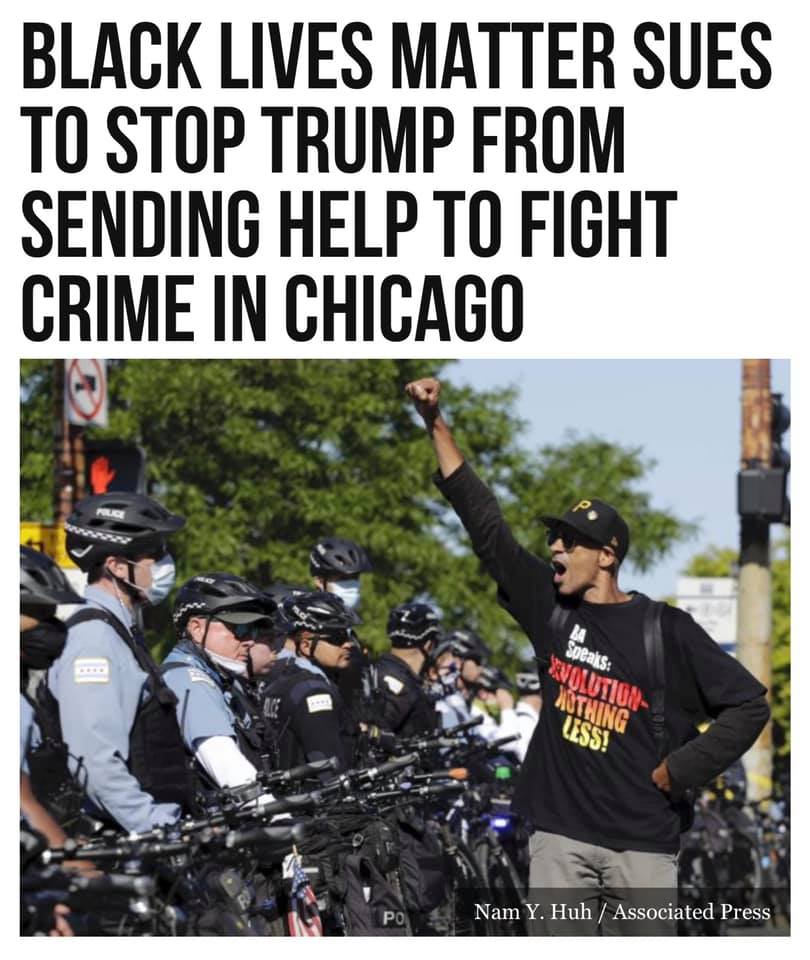 BLACK LIVES MATTER SUES
TO STOP TRUMP FROM
SENDING HELP TO FIGHT
CRIME IN CHICAGO
POLICE
P
BA
Speaks:
REVOLUTION-
NOTHING
LESS!
PO
Nam Y. Huh / Associated Press